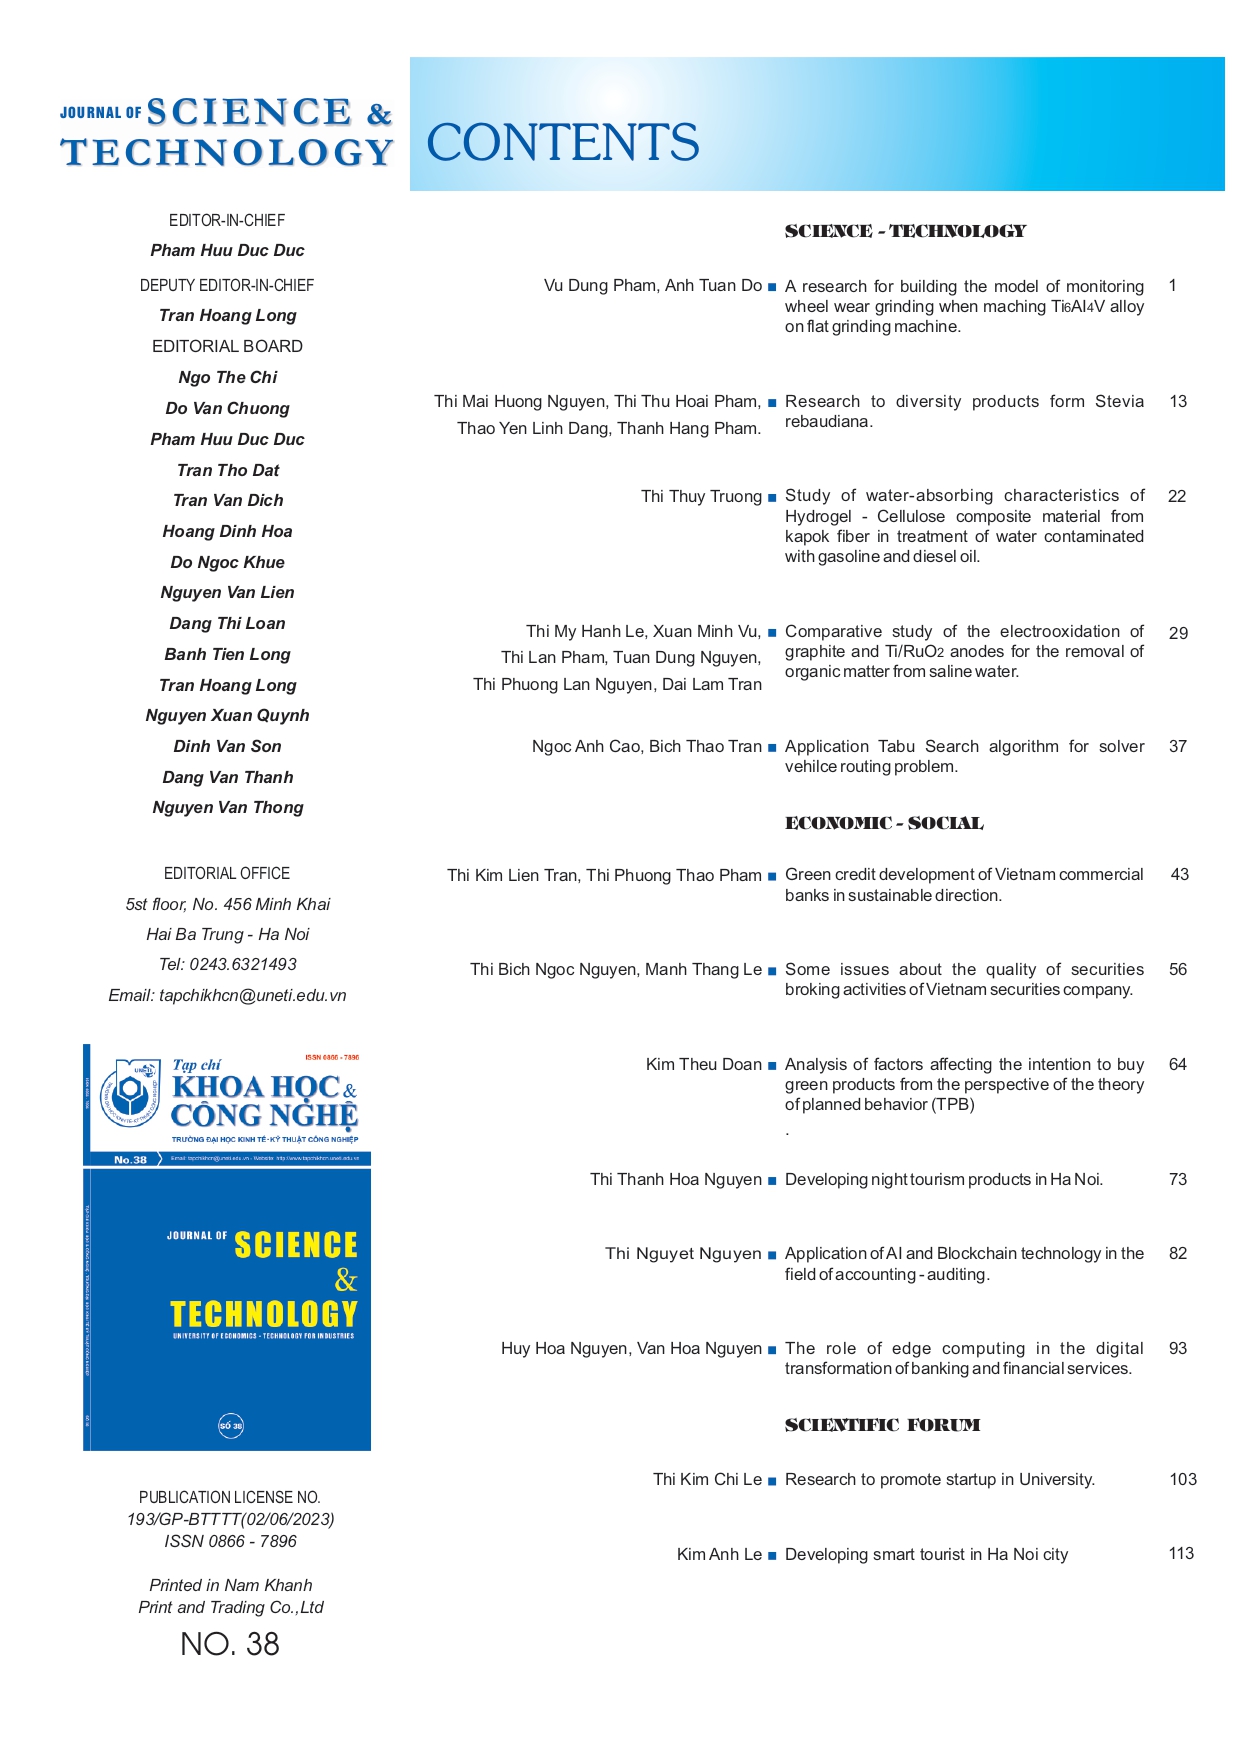 JOURNAL OF SCIENCE &
TECHNOLOGY
CONTENTS
EDITOR-IN-CHIEF
Pham Huu Duc Duc
DEPUTY EDITOR-IN-CHIEF
Tran Hoang Long
EDITORIAL BOARD
Ngo The Chi
Do Van Chuong
Pham Huu Duc Duc
Tran Tho Dat
Tran Van Dich
Hoang Dinh Hoa
Do Ngoc Khue
Nguyen Van Lien
Dang Thi Loan
Banh Tien Long
Tran Hoang Long
Nguyen Xuan Quynh
Dinh Van Son
Dang Van Thanh
Nguyen Van Thong
EDITORIAL OFFICE
5st floor, No. 456 Minh Khai
Hai Ba Trung - Ha Noi
Tel: 0243.6321493
Email: tapchikhcn@uneti.edu.vn
ISSN 0866 - 7896
Tạp chí
KHOA HỌC &
CÔNG NGHỆ
TRƯỜNG ĐẠI HỌC KINH TẾ - KỸ THUẬT CÔNG NGHIỆP
UNETI
No.38
Email: tapchikhcn@uneti.edu.vn - Website: http://www.tapchikhcn.uneti.edu.vn
JOURNAL OF SCIENCE
&
TECHNOLOGY
UNIVERSITY OF ECONOMICS - TECHNOLOGY FOR INDUSTRIES
SỐ 38
PUBLICATION LICENSE NO.
193/GP-BTTTT(02/06/2023)
ISSN 0866 - 7896
Printed in Nam Khanh
Print and Trading Co.,Ltd
NO. 38
SCIENCE - TECHNOLOGY
Vu Dung Pham, Anh Tuan Do ■ A research for building the model of monitoring 1
wheel wear grinding when maching Ti6AI4V alloy
on flat grinding machine.
Thi Mai Huong Nguyen, Thi Thu Hoai Pham, ■ Research to diversity products form Stevia 13
Thao Yen Linh Dang, Thanh Hang Pham. rebaudiana.
Thi Thuy Truong ■ Study of water-absorbing characteristics of 22
Hydrogel - Cellulose composite material from
kapok fiber in treatment of water contaminated
with gasoline and diesel oil.
Thi My Hanh Le, Xuan Minh Vu, ■ Comparative study of the electrooxidation of 29
Thi Lan Pham, Tuan Dung Nguyen, graphite and Ti/RuO2 anodes for the removal of
Thi Phuong Lan Nguyen, Dai Lam Tran organic matter from saline water.
Ngoc Anh Cao, Bich Thao Tran ■ Application Tabu Search algorithm for solver 37
vehilce routing problem.
ECONOMIC - SOCIAL
Thi Kim Lien Tran, Thi Phuong Thao Pham ■ Green credit development of Vietnam commercial 43
banks in sustainable direction.
Thi Bich Ngoc Nguyen, Manh Thang Le ■ Some issues about the quality of securities 56
broking activities of Vietnam securities company.
Kim Theu Doan ■ Analysis of factors affecting the intention to buy 64
green products from the perspective of the theory
of planned behavior (TPB)
.
Thi Thanh Hoa Nguyen ■ Developing night tourism products in Ha Noi. 73
Thi Nguyet Nguyen ■ Application of AI and Blockchain technology in the 82
field of accounting - auditing.
Huy Hoa Nguyen, Van Hoa Nguyen ■ The role of edge computing in the digital 93
transformation of banking and financial services.
SCIENTIFIC FORUM
Thi Kim Chi Le ■ Research to promote startup in University. 103
Kim Anh Le ■ Developing smart tourist in Ha Noi city 113